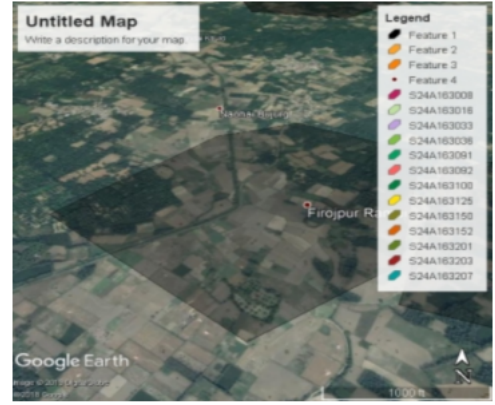 Untitled Map
Write a description for your map.
Legend
Feature 1
Feature 2
Feature 3
Feature 4
S24A163008
S24A163016
S24A163033
S24A163036
S24A163091
S24A163092
S24A163100
S24A163125
S24A163150
S24A163152
S24A163201
S24A163203
S24A163207
Firojpur Ra
Google Earth
N
1000 ft